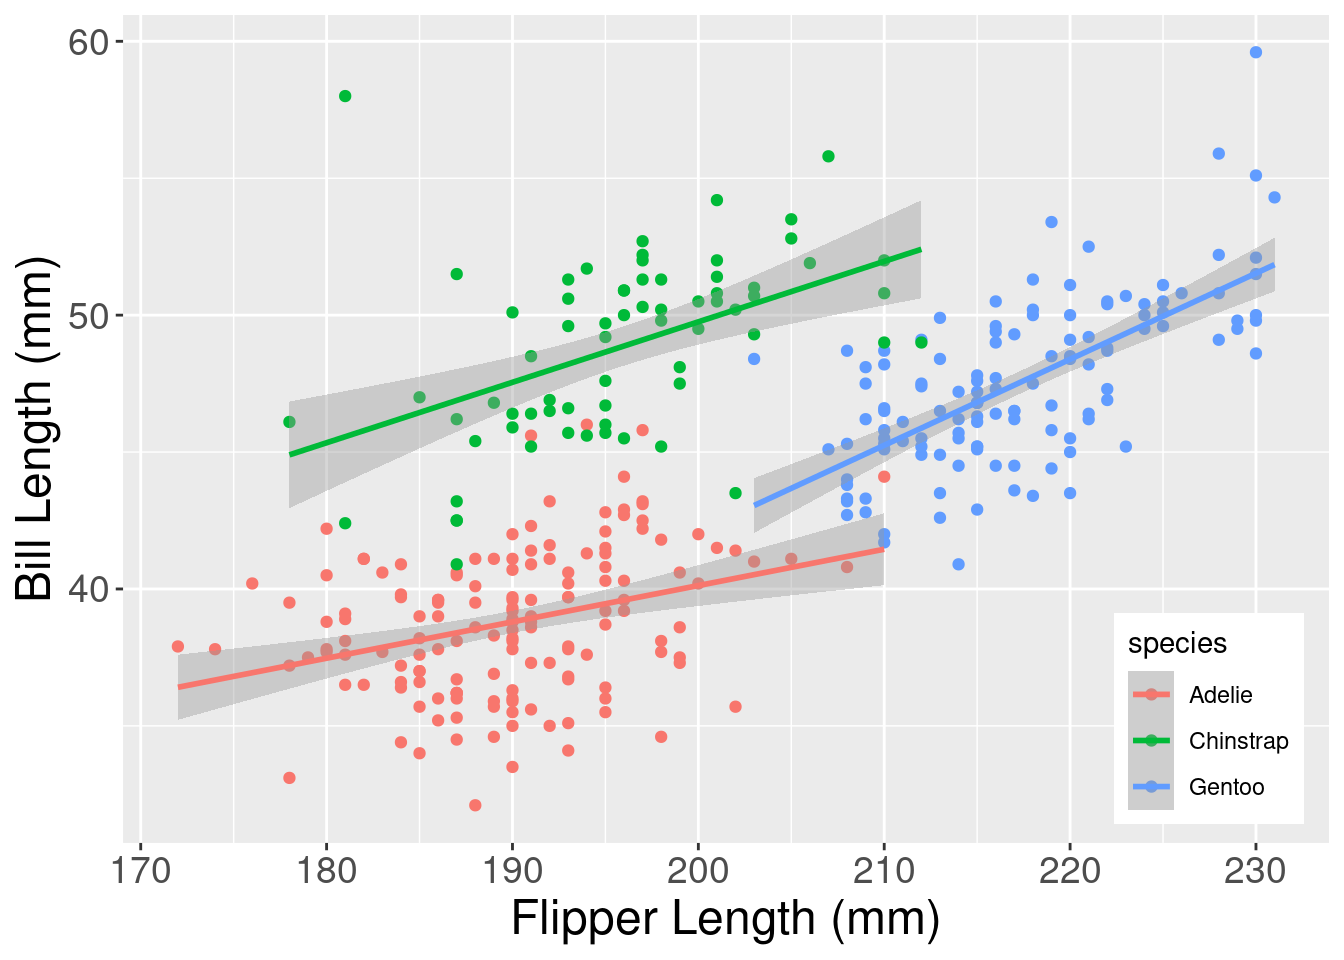 60
50
40
Bill Length (mm)
170 180 190 200 210 220 230
Flipper Length (mm)
species
Adelie
Chinstrap
Gentoo